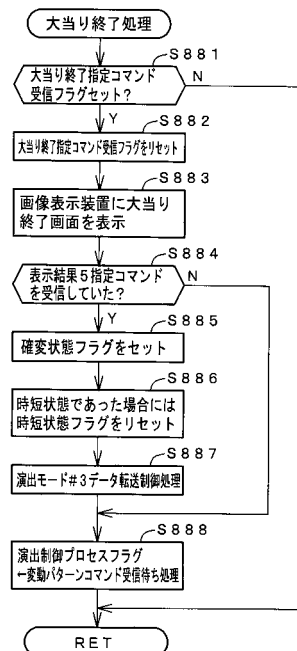 大当り終了処理
S881
大当り終了指定コマンド
受信フラグセット?
N
Y
S882
大当り終了指定コマンド受信フラグをリセット
S883
画像表示装置に大当り
終了画面を表示
S884
表示結果5指定コマンド
を受信していた?
N
Y
S885
確変状態フラグをセット
S886
時短状態であった場合には
時短状態フラグをリセット
S887
演出モード#3データ転送制御処理
S888
演出制御プロセスフラグ
←変動パターンコマンド受信待ち処理
RET